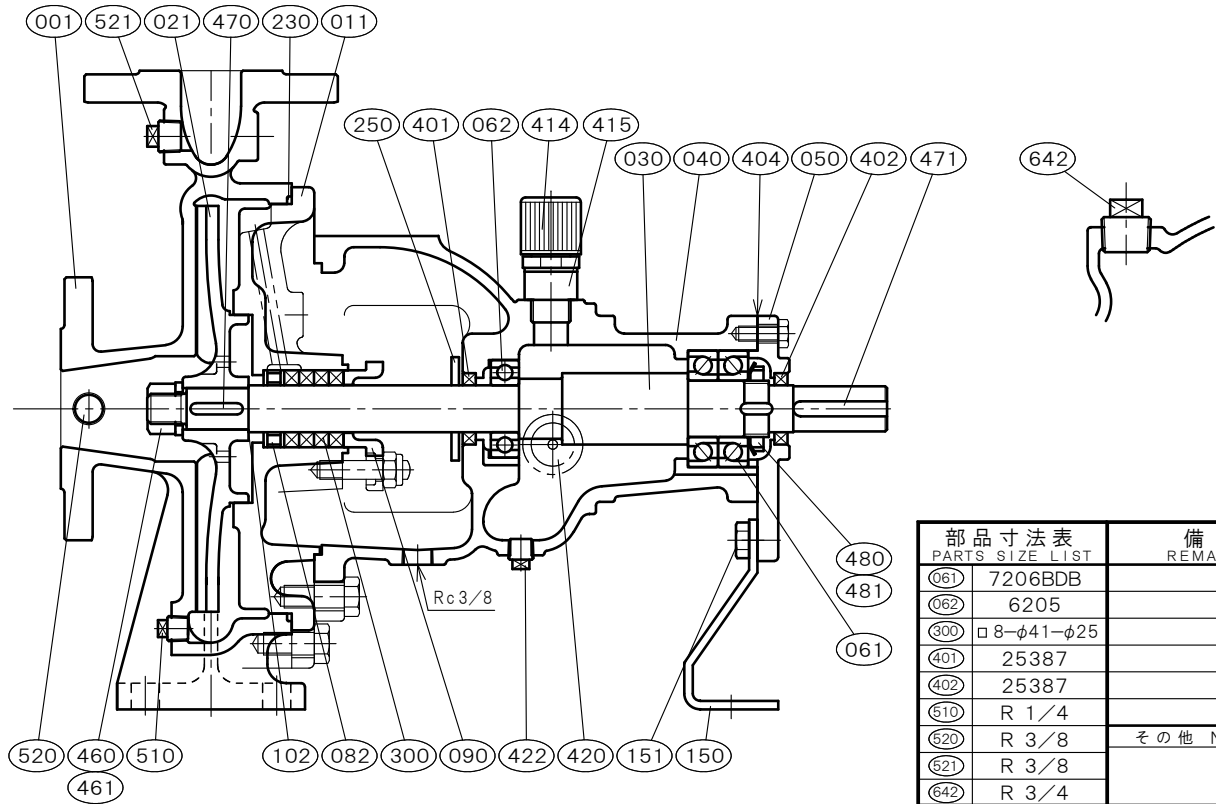 001 521 021 470 230 011
250 401 062 414 415 030 040 404 050 402 471 642
Rc3/8
480
481
061
520 460 510 102 082 300 090 422 420 151 150
461
部品寸法表 備
PARTS SIZE LIST REMA
061 7206BDB
062 6205
300 □8-φ41-φ25
401 25387
402 25387
510 R 1/4
520 R 3/8 その他 N
521 R 3/8
642 R 3/4